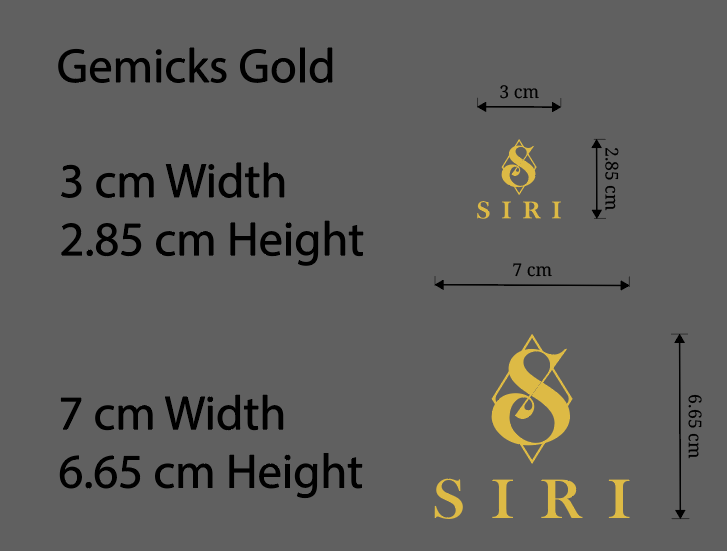 Gemicks Gold
3 cm
3 cm Width
2.85 cm Height
2.85 cm
SIRI
7 cm
7 cm Width
6.65 cm Height
6.65 cm
S
SIRI